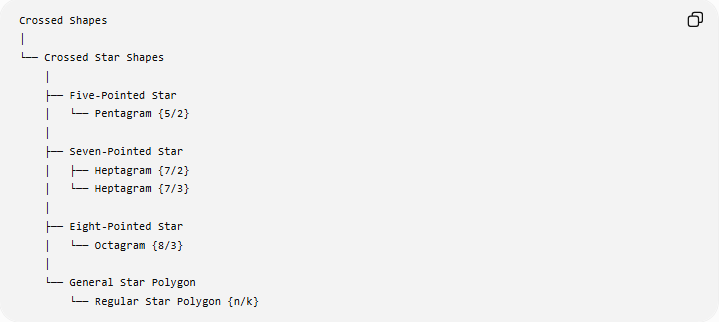 Crossed Shapes
│
└── Crossed Star Shapes
    │
    ├── Five-Pointed Star
    │   └── Pentagram {5/2}
    │
    ├── Seven-Pointed Star
    │   ├── Heptagram {7/2}
    │   └── Heptagram {7/3}
    │
    ├── Eight-Pointed Star
    │   └── Octagram {8/3}
    │
    └── General Star Polygon
        └── Regular Star Polygon {n/k}